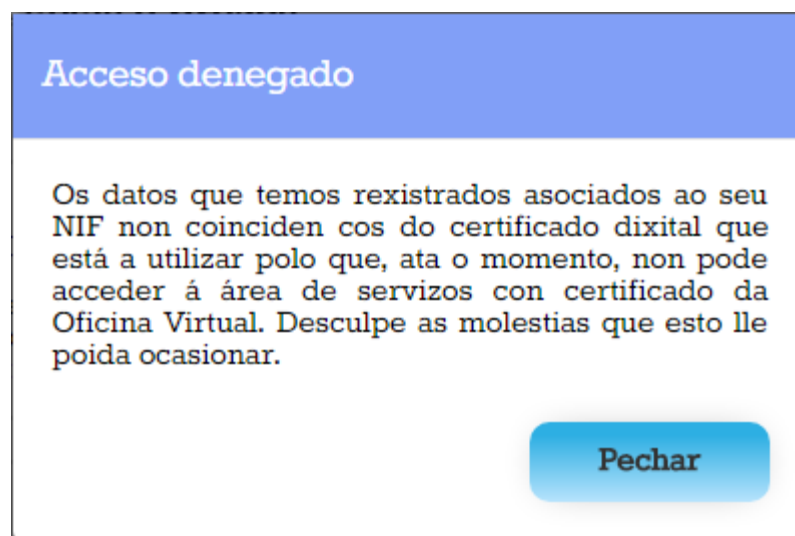 Acceso denegado
Os datos que temos rexistrados asociados ao seu
NIF non coinciden cos do certificado dixital que
está a utilizar polo que, ata o momento, non pode
acceder á área de servizos con certificado da
Oficina Virtual. Desculpe as molestias que esto lle
poida ocasionar.
Pechar